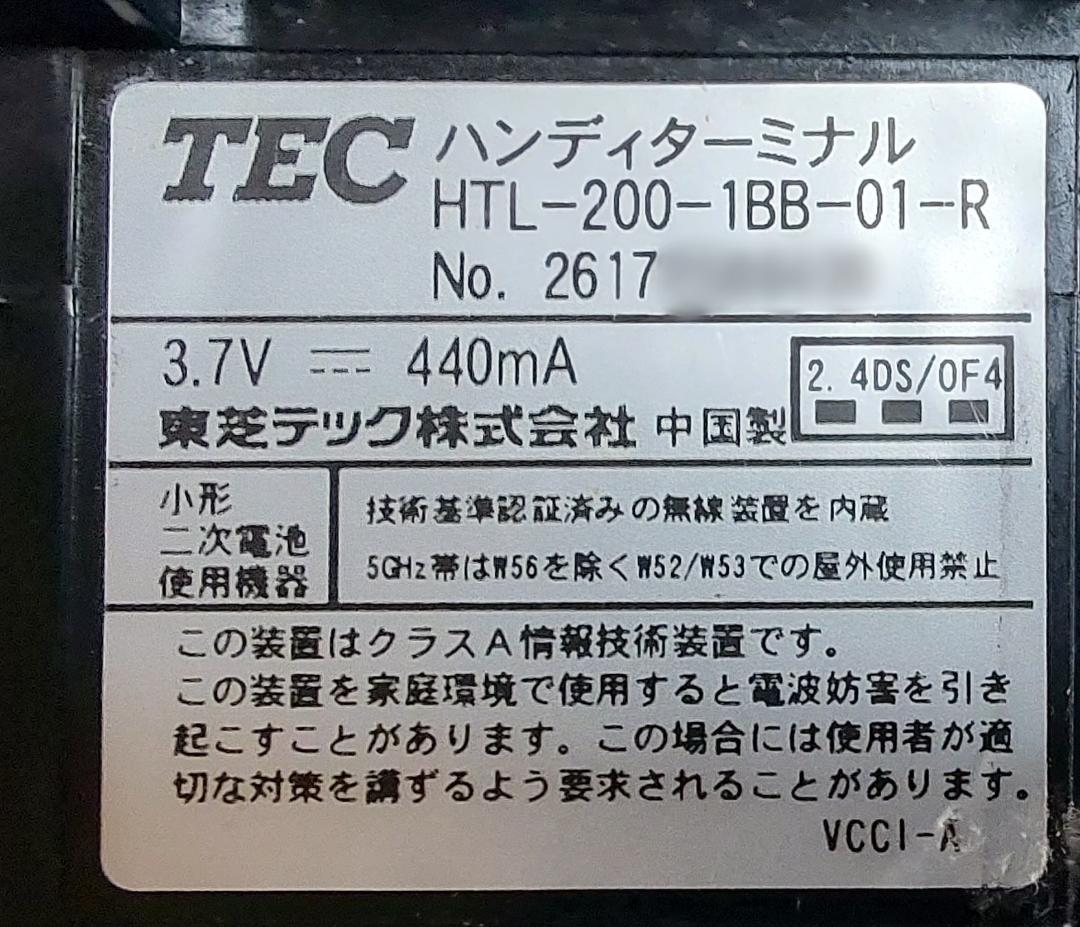 TEC ハンディターミナル
HTL-200-1BB-01-R
No. 2617
3.7V ⎓ 440mA
2.4DS/OF4
東芝テック株式会社 中国製
小形
二次電池
使用機器
技術基準認証済みの無線装置を内蔵
5GHz帯はW56を除くW52/W53での屋外使用禁止
この装置はクラスA情報技術装置です。
この装置を家庭環境で使用すると電波妨害を引き
起こすことがあります。この場合には使用者が適
切な対策を講ずるよう要求されることがあります。
VCCI-A